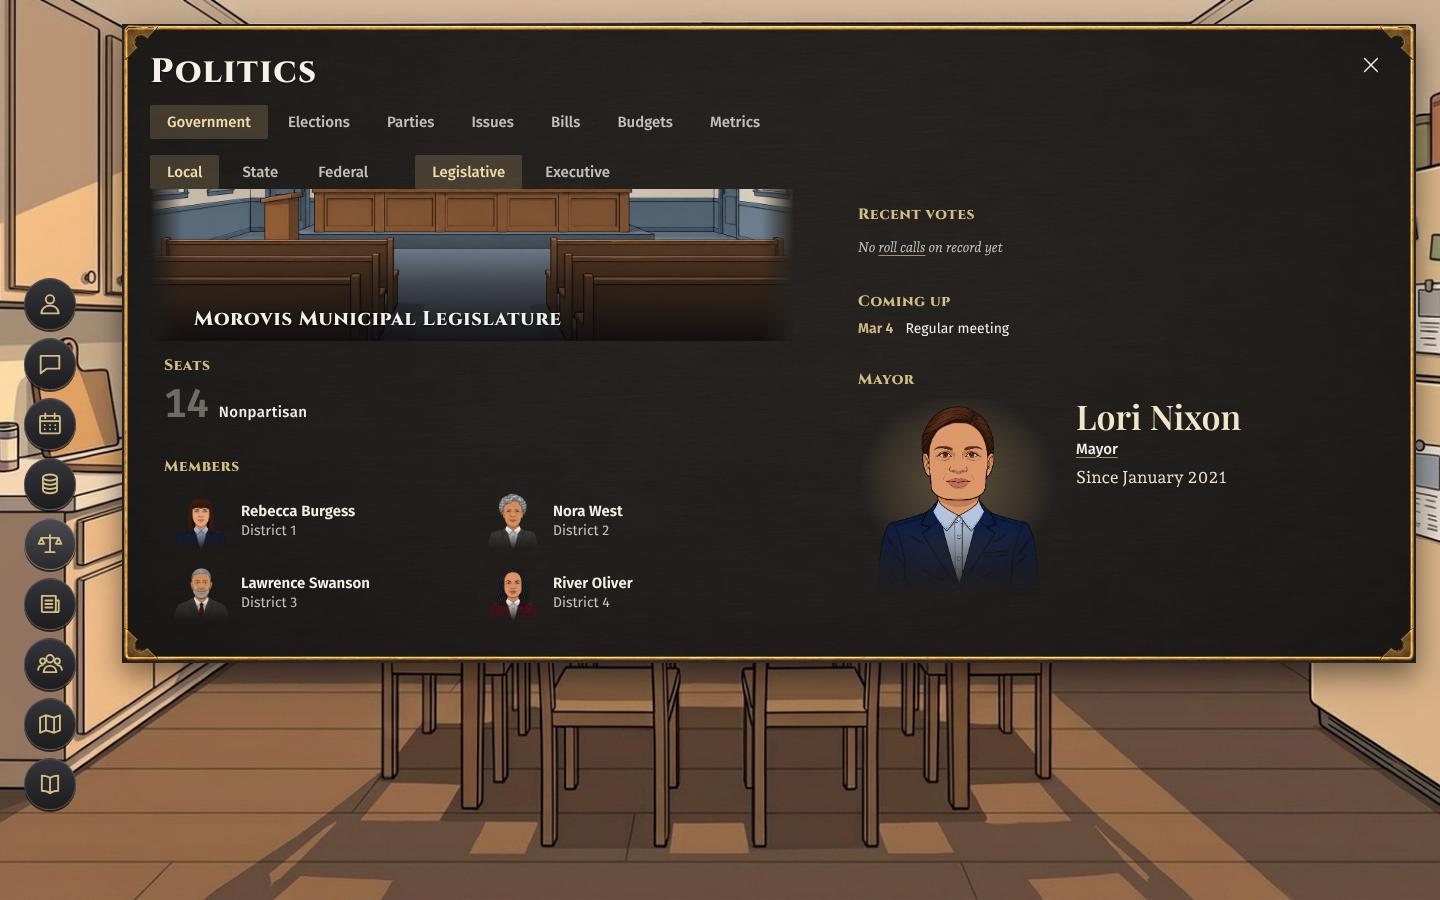 Politics
Government Elections Parties Issues Bills Budgets Metrics
Local State Federal Legislative Executive
Morovis Municipal Legislature
Seats
14 Nonpartisan
Members
Rebecca Burgess
District 1
Nora West
District 2
Lawrence Swanson
District 3
River Oliver
District 4
Recent votes
No roll calls on record yet
Coming up
Mar 4 Regular meeting
Mayor
Lori Nixon
Mayor
Since January 2021